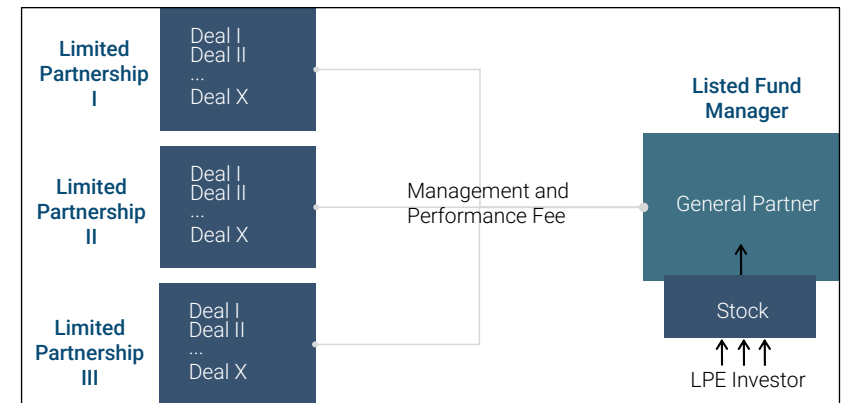 Limited
Partnership
I
Deal I
Deal II
...
Deal X
Limited
Partnership
II
Deal I
Deal II
...
Deal X
Limited
Partnership
III
Deal I
Deal II
...
Deal X
Management and
Performance Fee
Listed Fund
Manager
General Partner
Stock
LPE Investor